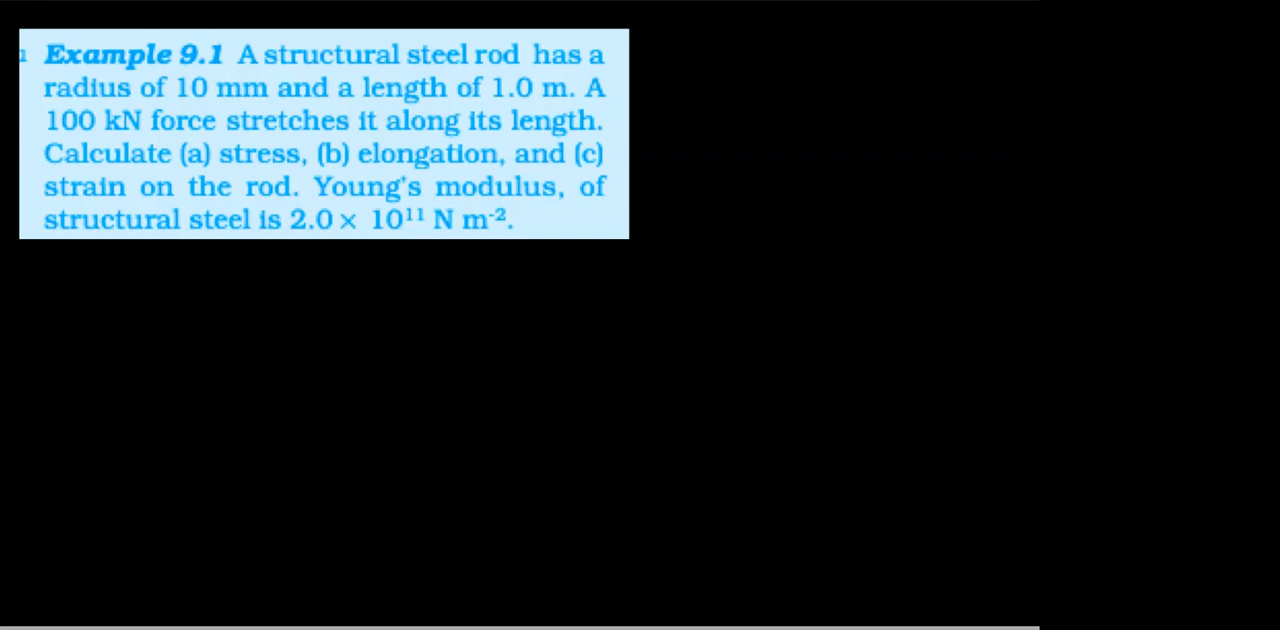 Example 9.1 A structural steel rod has a
radius of 10 mm and a length of 1.0 m. A
100 kN force stretches it along its length.
Calculate (a) stress, (b) elongation, and (c)
strain on the rod. Young's modulus, of
structural steel is 2.0 × 10¹¹ N m⁻².